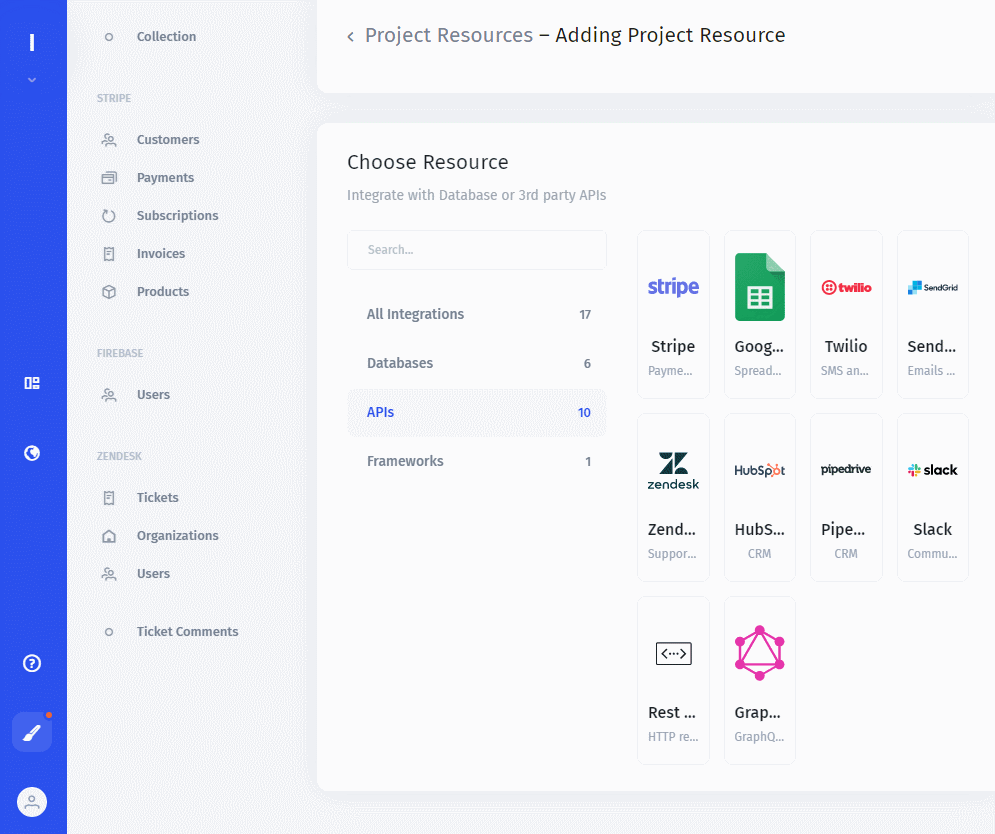 Collection
STRIPE
Customers
Payments
Subscriptions
Invoices
Products
FIREBASE
Users
ZENDESK
Tickets
Organizations
Users
Ticket Comments
Project Resources – Adding Project Resource
Choose Resource
Integrate with Database or 3rd party APIs
Search...
All Integrations 17
Databases 6
APIs 10
Frameworks 1
stripe
Stripe
Payme...
Goog...
Spread...
twilio
Twilio
SMS an...
SendGrid
Send...
Emails ...
zendesk
Zend...
Suppor...
HubSpot
HubS...
CRM
pipedrive
Pipe...
CRM
slack
Slack
Commu...
Rest ...
HTTP re...
Grap...
GraphQ...